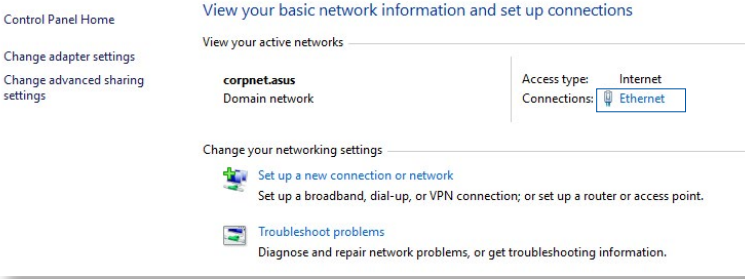 Control Panel Home
Change adapter settings
Change advanced sharing
settings
View your basic network information and set up connections
View your active networks
corpnet.asus
Domain network
Access type: Internet
Connections: Ethernet
Change your networking settings
Set up a new connection or network
Set up a broadband, dial-up, or VPN connection; or set up a router or access point.
Troubleshoot problems
Diagnose and repair network problems, or get troubleshooting information.